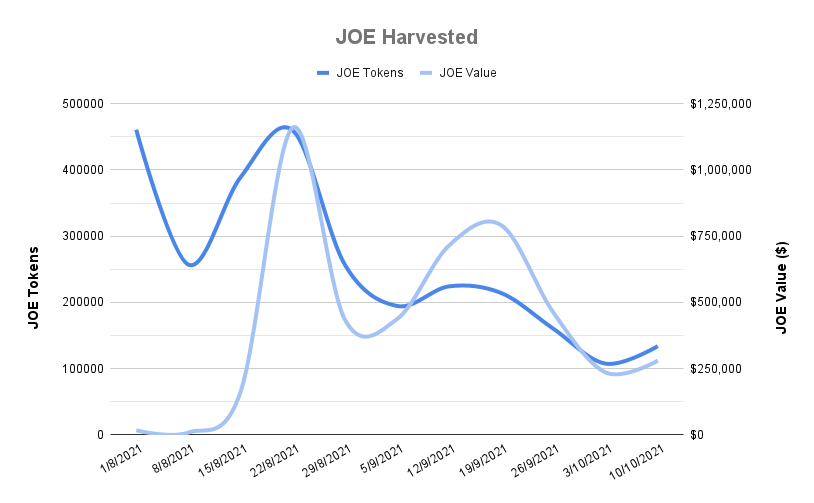 JOE Harvested
JOE Tokens JOE Value
500000 $1,250,000
400000 $1,000,000
300000 $750,000
200000 $500,000
100000 $250,000
0 $0
JOE Tokens
JOE Value ($)
1/8/2021 8/8/2021 15/8/2021 22/8/2021 29/8/2021 5/9/2021 12/9/2021 19/9/2021 26/9/2021 3/10/2021 10/10/2021